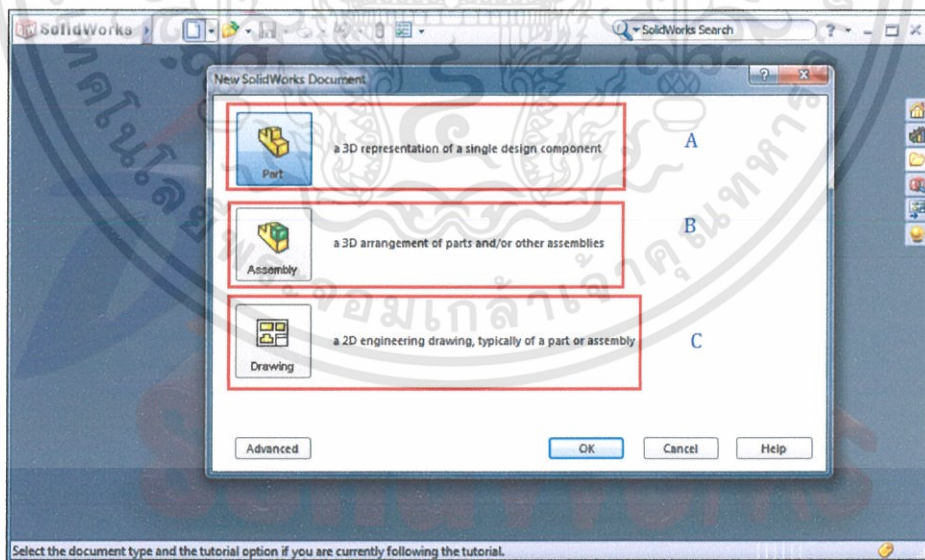 SolidWorks
SolidWorks Search
New SolidWorks Document
Part
a 3D representation of a single design component
A
Assembly
a 3D arrangement of parts and/or other assemblies
B
Drawing
a 2D engineering drawing, typically of a part or assembly
C
Advanced
OK
Cancel
Help
SolidWorks
Select the document type and the tutorial option if you are currently following the tutorial.